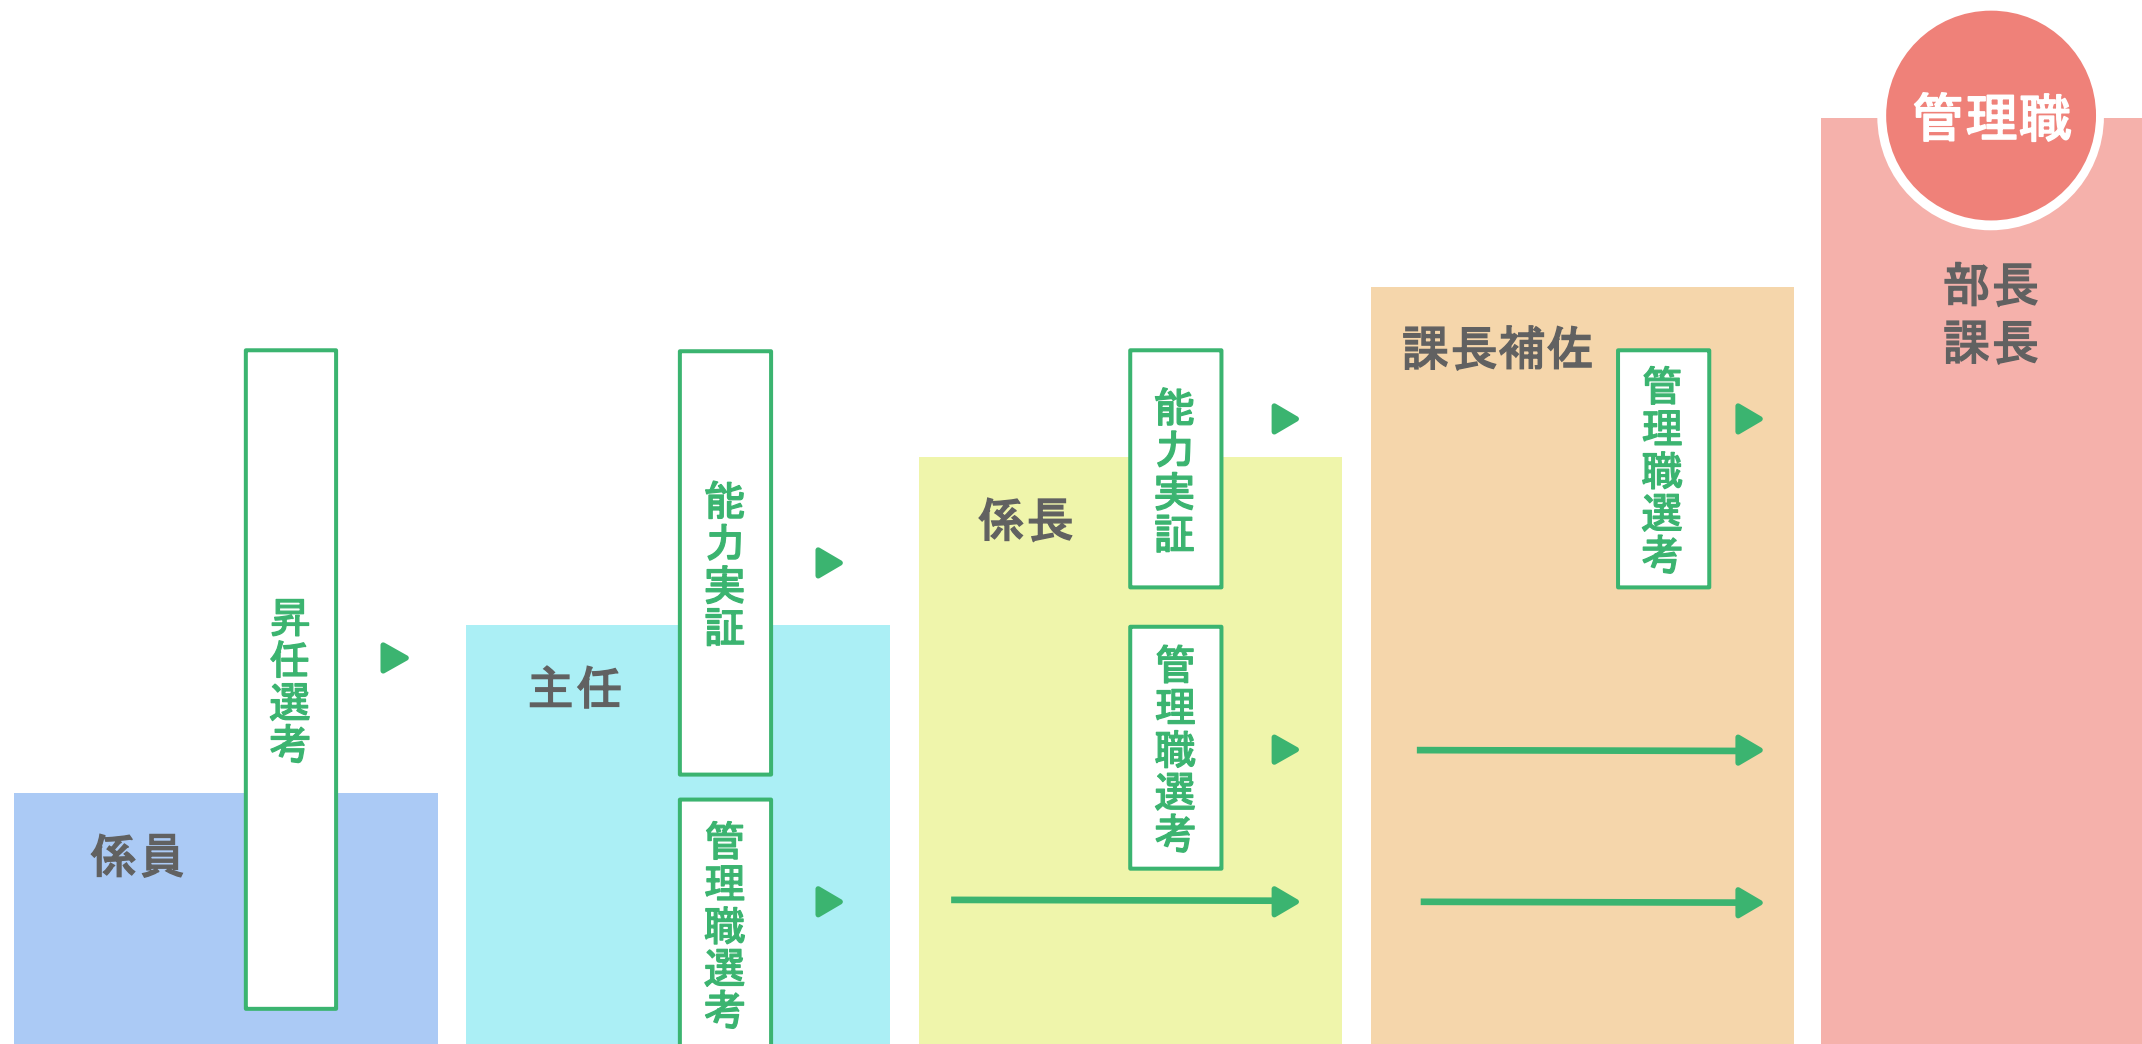 係員
昇任選考
主任
能力実証
管理職選考
係長
能力実証
管理職選考
課長補佐
管理職選考
管理職
部長
課長